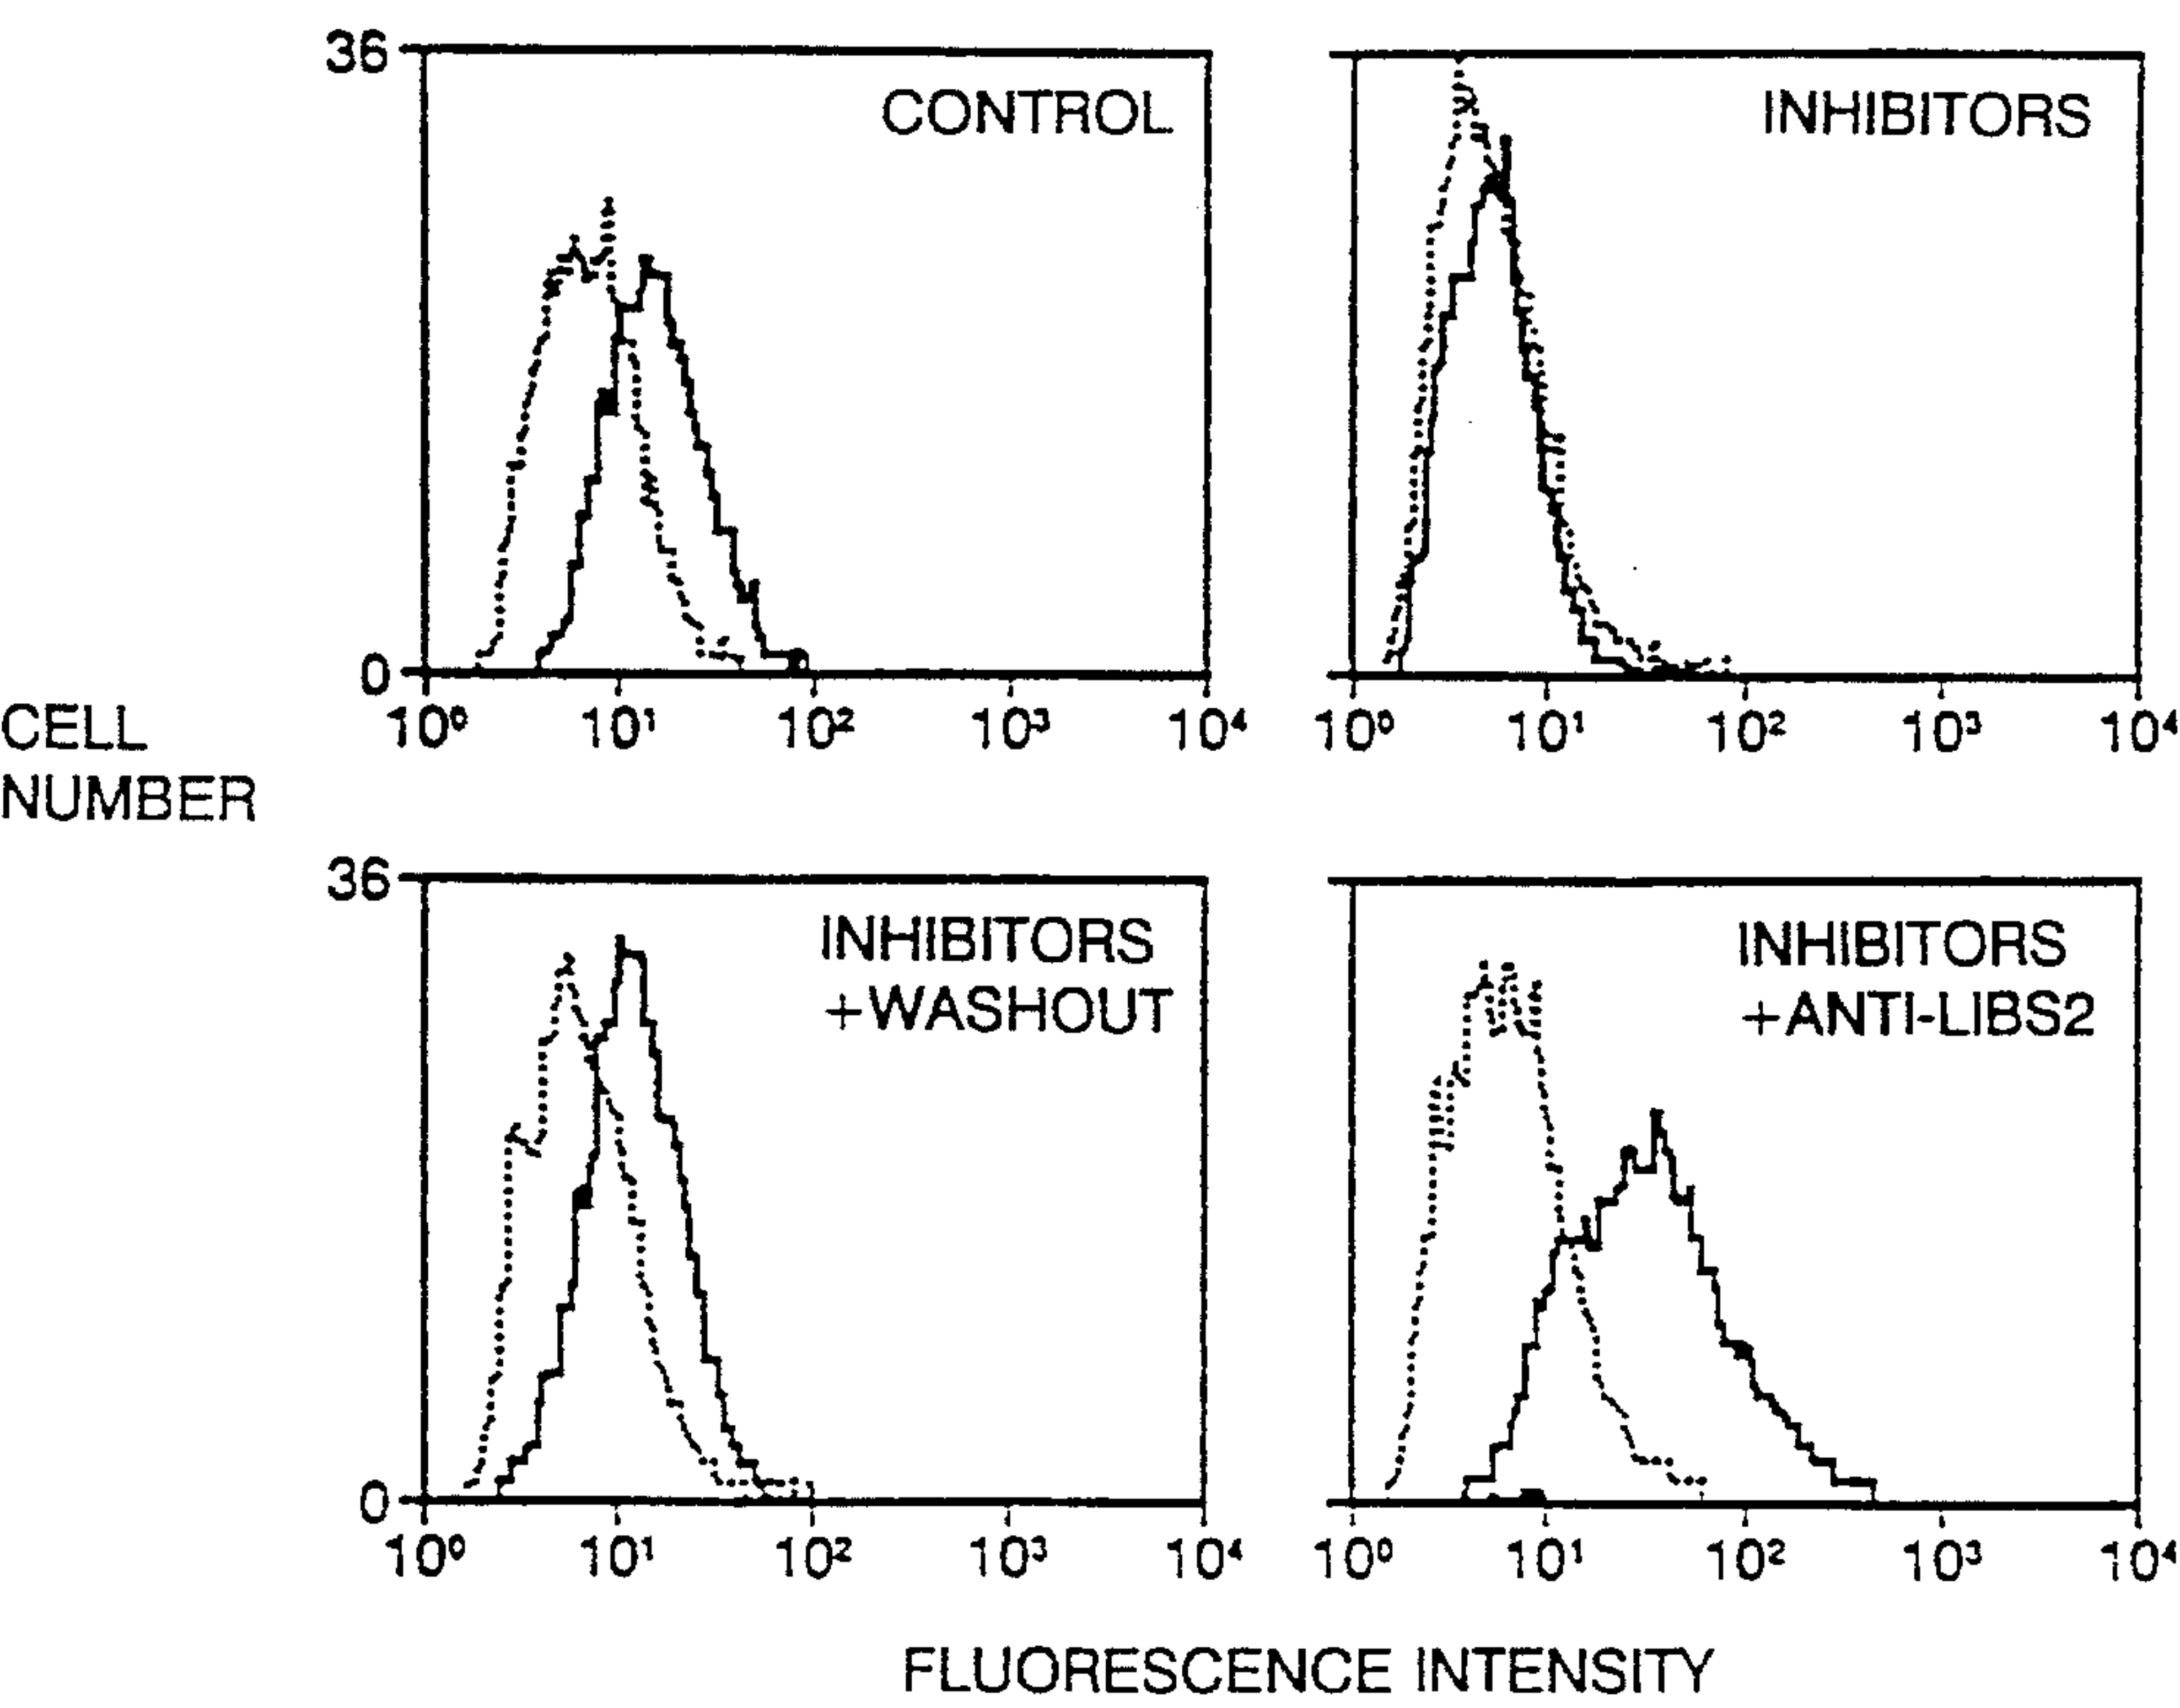 36
CONTROL
INHIBITORS
0
10⁰ 10¹ 10² 10³ 10⁴
10⁰ 10¹ 10² 10³ 10⁴
CELL
NUMBER
36
INHIBITORS
+WASHOUT
INHIBITORS
+ANTI-LIBS2
0
10⁰ 10¹ 10² 10³ 10⁴
10⁰ 10¹ 10² 10³ 10⁴
FLUORESCENCE INTENSITY